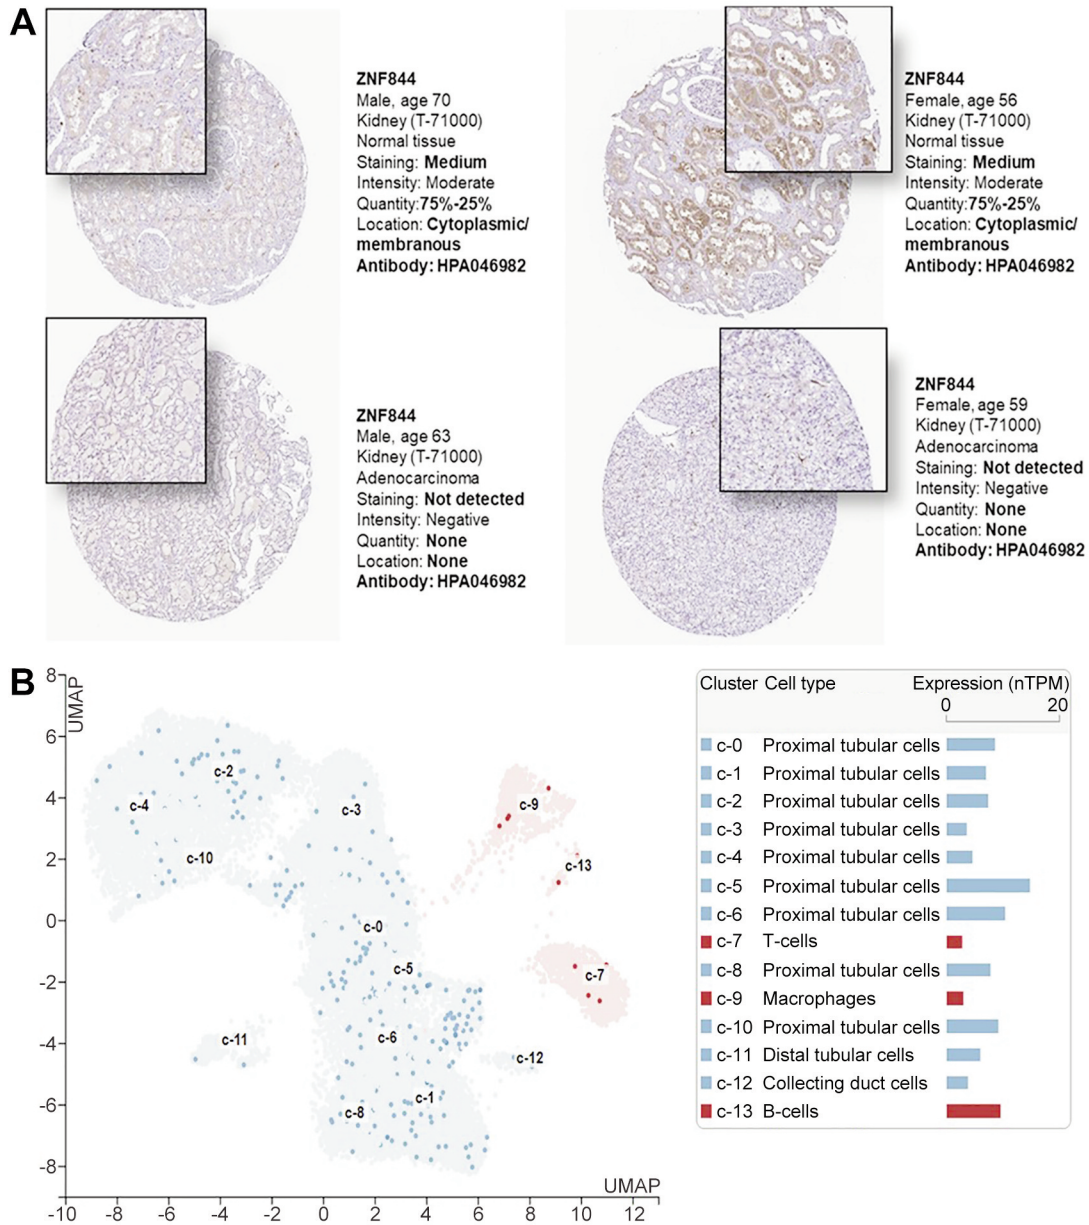 A
ZNF844
Male, age 70
Kidney (T-71000)
Normal tissue
Staining: Medium
Intensity: Moderate
Quantity:75%-25%
Location: Cytoplasmic/
membranous
Antibody: HPA046982
ZNF844
Female, age 56
Kidney (T-71000)
Normal tissue
Staining: Medium
Intensity: Moderate
Quantity:75%-25%
Location: Cytoplasmic/
membranous
Antibody: HPA046982
ZNF844
Male, age 63
Kidney (T-71000)
Adenocarcinoma
Staining: Not detected
Intensity: Negative
Quantity: None
Location: None
Antibody: HPA046982
ZNF844
Female, age 59
Kidney (T-71000)
Adenocarcinoma
Staining: Not detected
Intensity: Negative
Quantity: None
Location: None
Antibody: HPA046982
B
UMAP
8
6
4
2
0
-2
-4
-6
-8
c-2
c-4
c-3
c-9
c-10
c-13
c-0
c-5
c-7
c-6
c-11
c-12
c-1
c-8
UMAP
-10 -8 -6 -4 -2 0 2 4 6 8 10 12
Cluster Cell type Expression (nTPM)
0 20
c-0 Proximal tubular cells
c-1 Proximal tubular cells
c-2 Proximal tubular cells
c-3 Proximal tubular cells
c-4 Proximal tubular cells
c-5 Proximal tubular cells
c-6 Proximal tubular cells
c-7 T-cells
c-8 Proximal tubular cells
c-9 Macrophages
c-10 Proximal tubular cells
c-11 Distal tubular cells
c-12 Collecting duct cells
c-13 B-cells